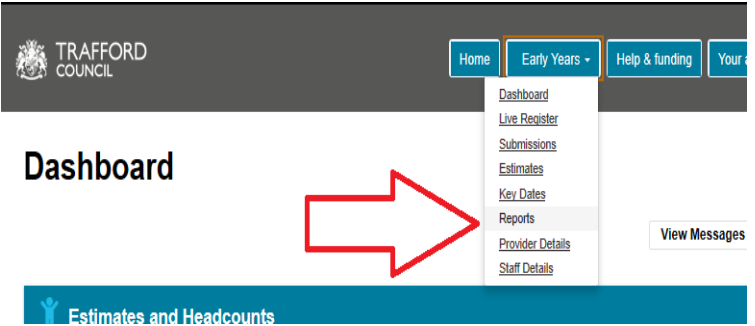 TRAFFORD
COUNCIL
Home
Early Years
Help & funding
Your a
Dashboard
Live Register
Submissions
Estimates
Key Dates
Reports
Provider Details
Staff Details
Dashboard
View Messages
Estimates and Headcounts